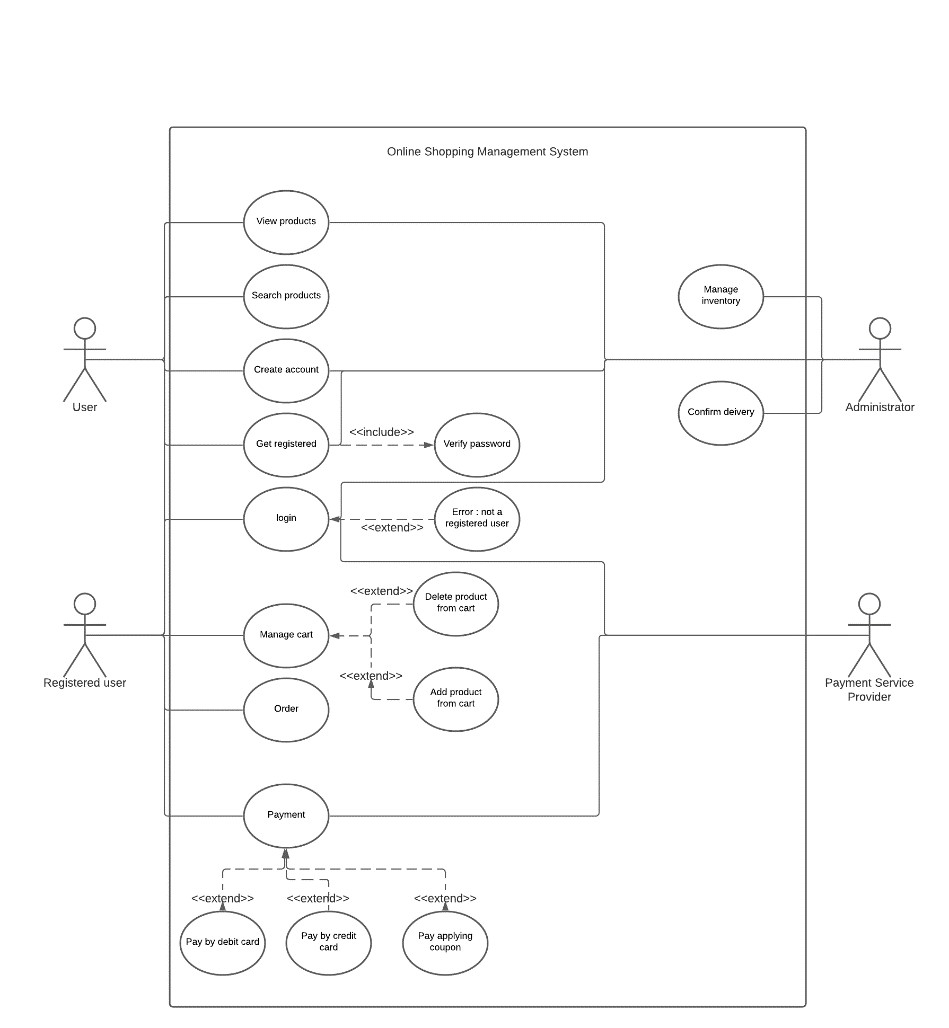 Online Shopping Management System
View products
Search products
Manage
inventory
Create account
User
Administrator
Confirm deivery
<<include>>
Get registered
Verify password
login
Error : not a
registered user
<<extend>>
<<extend>>
Delete product
from cart
Manage cart
<<extend>>
Registered user
Payment Service
Provider
Add product
from cart
Order
Payment
<<extend>>
<<extend>>
<<extend>>
Pay by debit card
Pay by credit
card
Pay applying
coupon